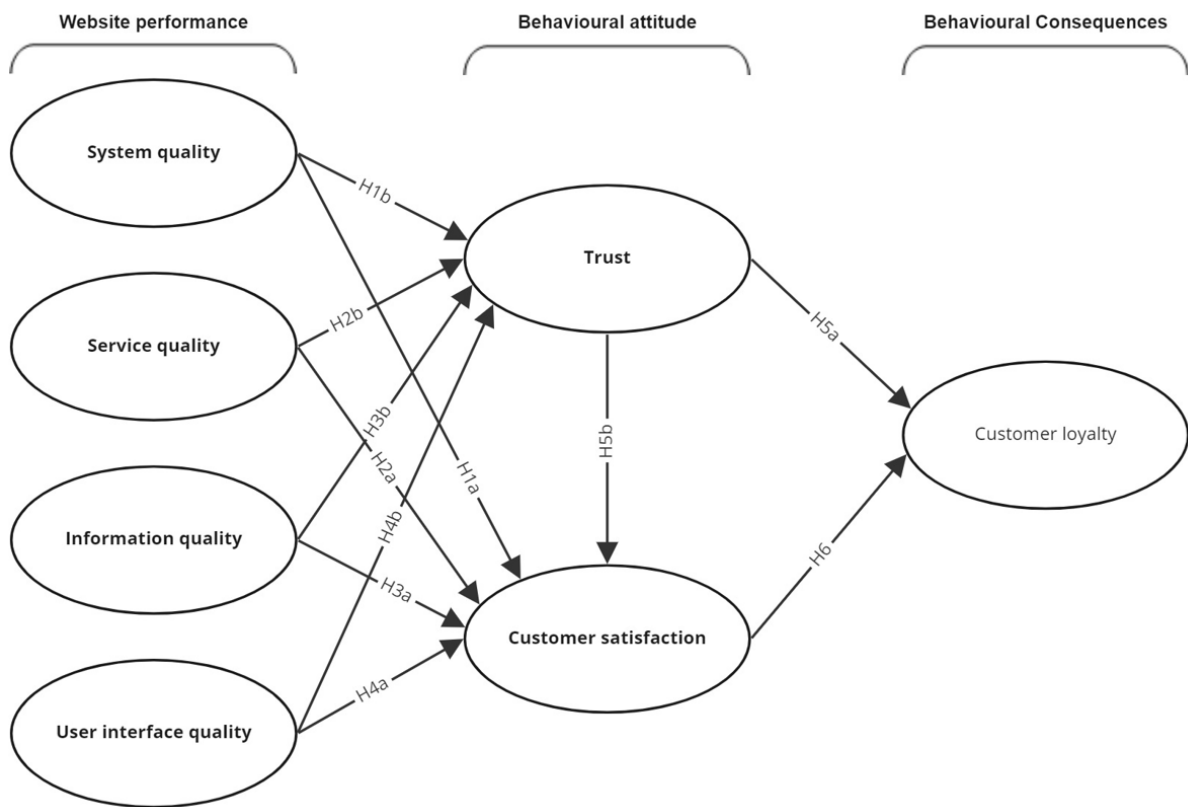 Website performance
Behavioural attitude
Behavioural Consequences
System quality
H1b
Trust
Service quality
H2b
H5a
H3b
H5b
Customer loyalty
H2a
H1a
H4b
Information quality
H3a
H6
Customer satisfaction
H4a
User interface quality